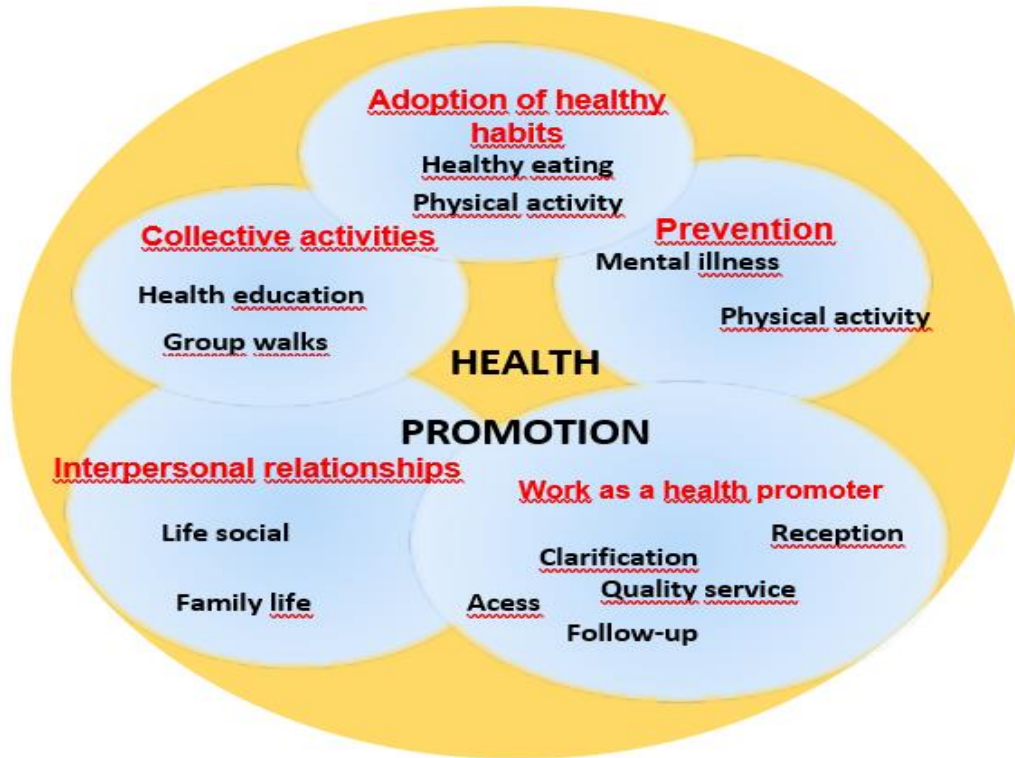 Adoption of healthy
habits
Healthy eating
Physical activity
Collective activities
Health education
Group walks
Prevention
Mental illness
Physical activity
HEALTH
PROMOTION
Interpersonal relationships
Life social
Family life
Work as a health promoter
Reception
Clarification
Quality service
Acess
Follow-up